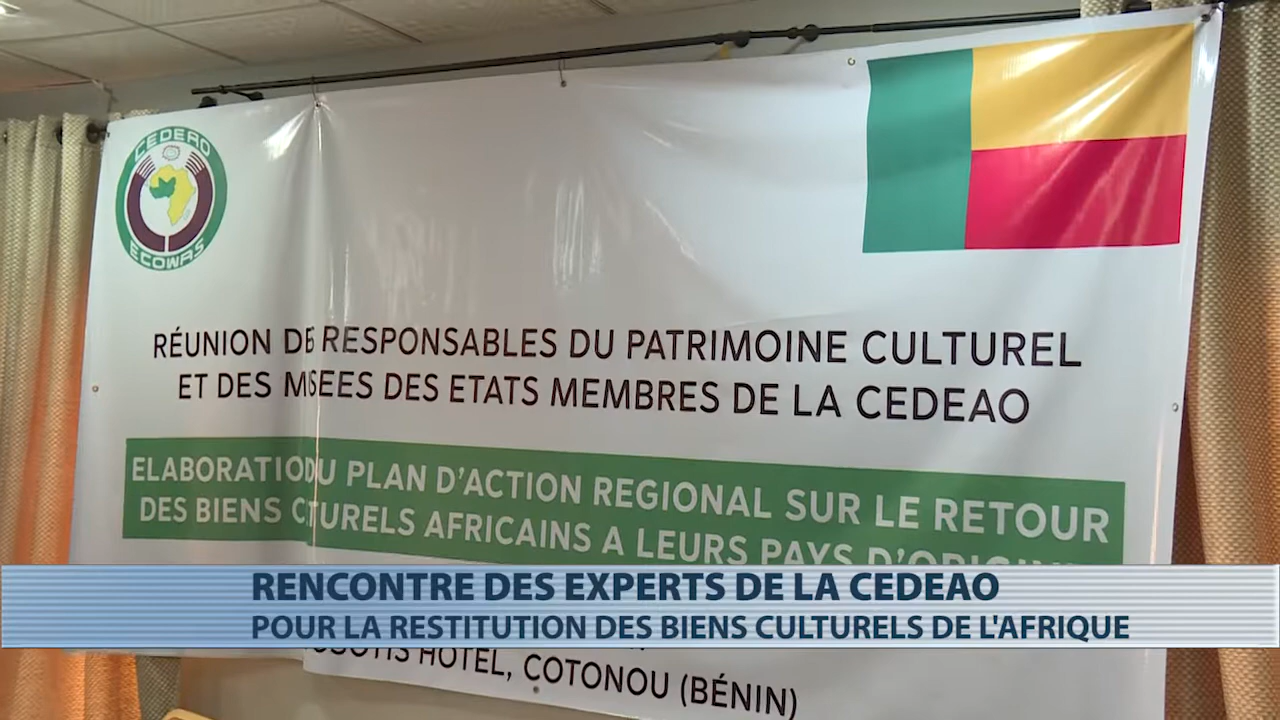 CEDEAO
ECOWAS
RÉUNION DE RESPONSABLES DU PATRIMOINE CULTUREL
ET DES MSEES DES ETATS MEMBRES DE LA CEDEAO
ELABORATIODU PLAN D'ACTION REGIONAL SUR LE RETOUR
DES BIENS CTURELS AFRICAINS A LEURS PAYS D'ORIGINE
RENCONTRE DES EXPERTS DE LA CEDEAO
POUR LA RESTITUTION DES BIENS CULTURELS DE L'AFRIQUE
HOTEL, COTONOU (BÉNIN)